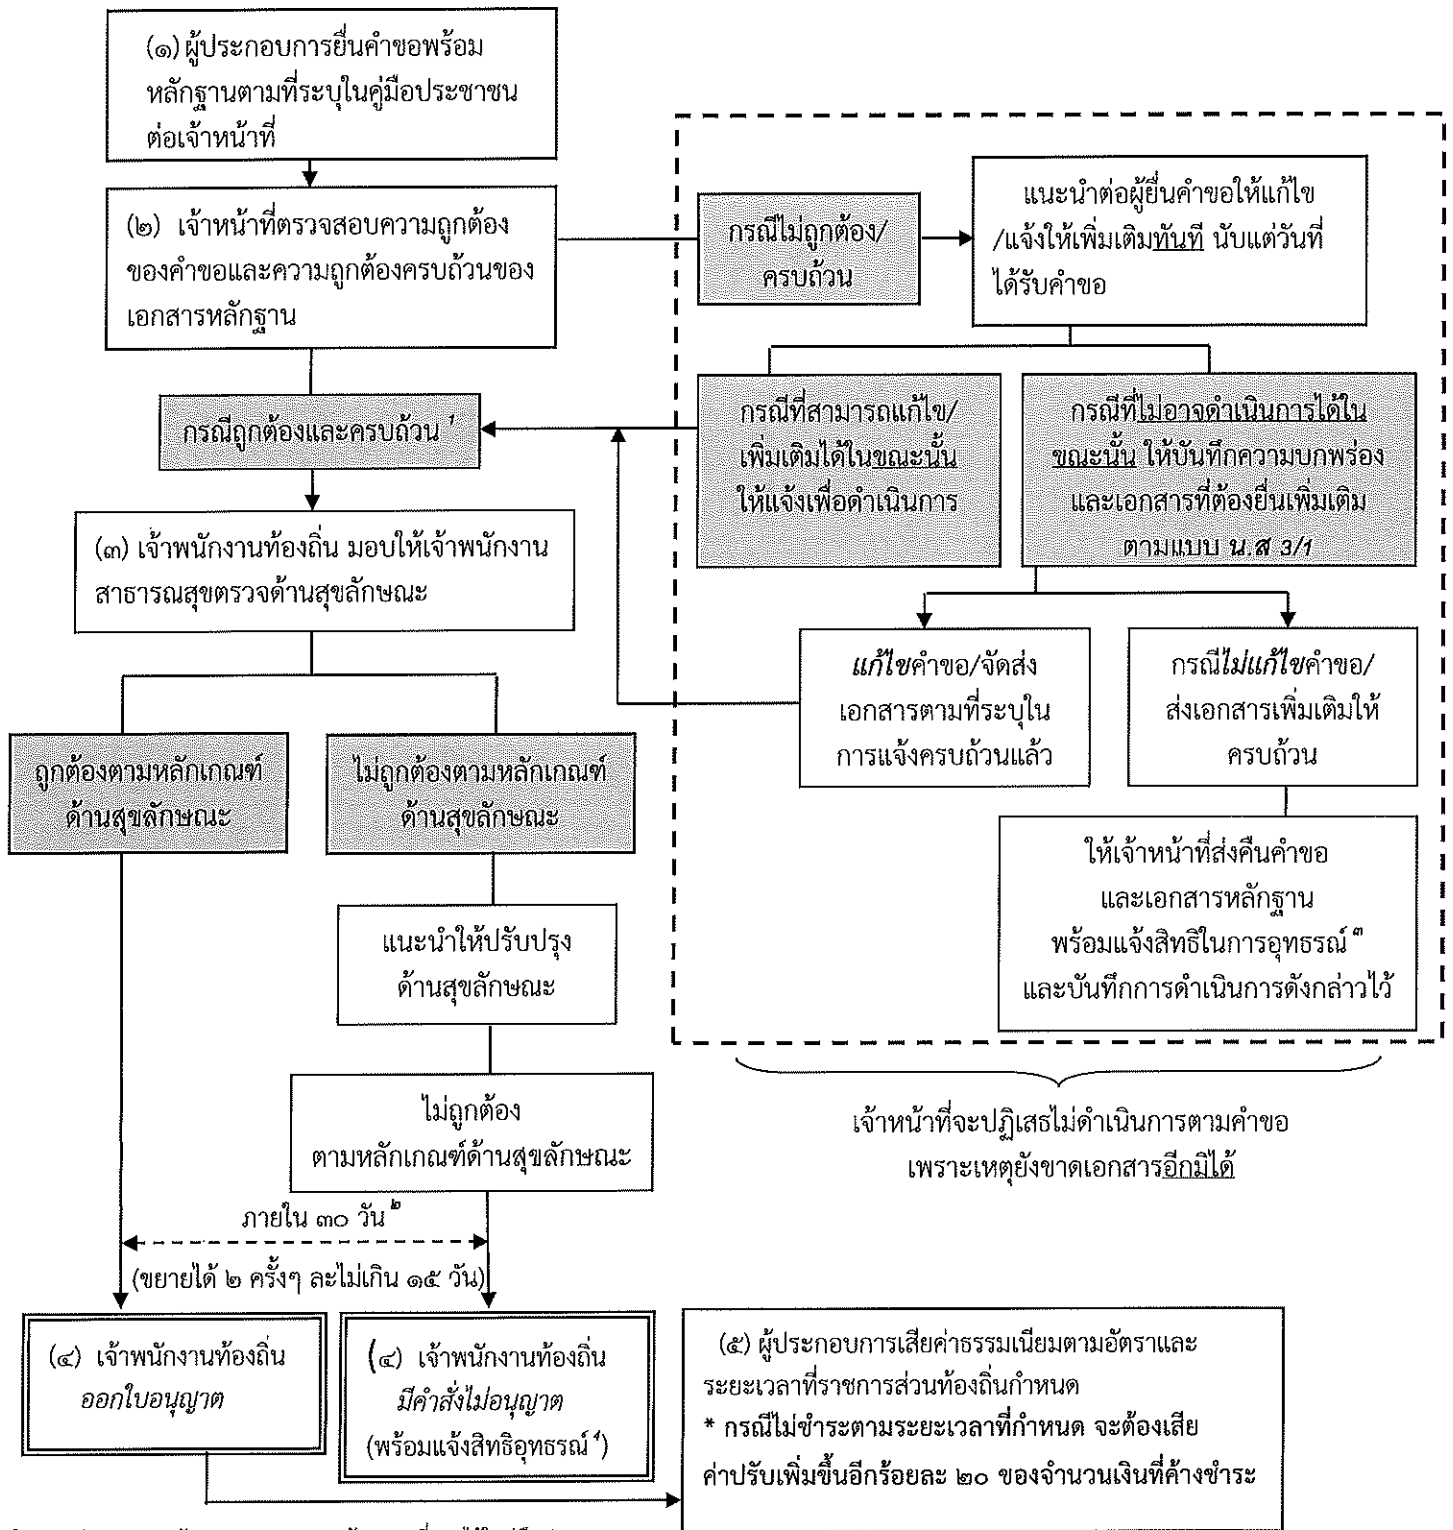 (๑) ผู้ประกอบการยื่นคำขอพร้อม
หลักฐานตามที่ระบุในคู่มือประชาชน
ต่อเจ้าหน้าที่
(๒) เจ้าหน้าที่ตรวจสอบความถูกต้อง
ของคำขอและความถูกต้องครบถ้วนของ
เอกสารหลักฐาน
กรณีไม่ถูกต้อง/
ครบถ้วน
แนะนำต่อผู้ยื่นคำขอให้แก้ไข
/แจ้งให้เพิ่มเติมทันที นับแต่วันที่
ได้รับคำขอ
กรณีถูกต้องและครบถ้วน ¹
กรณีที่สามารถแก้ไข/
เพิ่มเติมได้ในขณะนั้น
ให้แจ้งเพื่อดำเนินการ
กรณีที่ไม่อาจดำเนินการได้ใน
ขณะนั้น ให้บันทึกความบกพร่อง
และเอกสารที่ต้องยื่นเพิ่มเติม
ตามแบบ น.ส 3/1
(๓) เจ้าพนักงานท้องถิ่น มอบให้เจ้าพนักงาน
สาธารณสุขตรวจด้านสุขลักษณะ
แก้ไขคำขอ/จัดส่ง
เอกสารตามที่ระบุใน
การแจ้งครบถ้วนแล้ว
กรณีไม่แก้ไขคำขอ/
ส่งเอกสารเพิ่มเติมให้
ครบถ้วน
ถูกต้องตามหลักเกณฑ์
ด้านสุขลักษณะ
ไม่ถูกต้องตามหลักเกณฑ์
ด้านสุขลักษณะ
ให้เจ้าหน้าที่ส่งคืนคำขอ
และเอกสารหลักฐาน
พร้อมแจ้งสิทธิในการอุทธรณ์ ๓
และบันทึกการดำเนินการดังกล่าวไว้
แนะนำให้ปรับปรุง
ด้านสุขลักษณะ
ไม่ถูกต้อง
ตามหลักเกณฑ์ด้านสุขลักษณะ
เจ้าหน้าที่จะปฏิเสธไม่ดำเนินการตามคำขอ
เพราะเหตุยังขาดเอกสารอีกมิได้
ภายใน ๓๐ วัน ๒
(ขยายได้ ๒ ครั้งๆ ละไม่เกิน ๑๕ วัน)
(๔) เจ้าพนักงานท้องถิ่น
ออกใบอนุญาต
(๔) เจ้าพนักงานท้องถิ่น
มีคำสั่งไม่อนุญาต
(พร้อมแจ้งสิทธิอุทธรณ์ ⁴)
(๕) ผู้ประกอบการเสียค่าธรรมเนียมตามอัตราและ
ระยะเวลาที่ราชการส่วนท้องถิ่นกำหนด
* กรณีไม่ชำระตามระยะเวลาที่กำหนด จะต้องเสีย
ค่าปรับเพิ่มขึ้นอีกร้อยละ ๒๐ ของจำนวนเงินที่ค้างชำระ